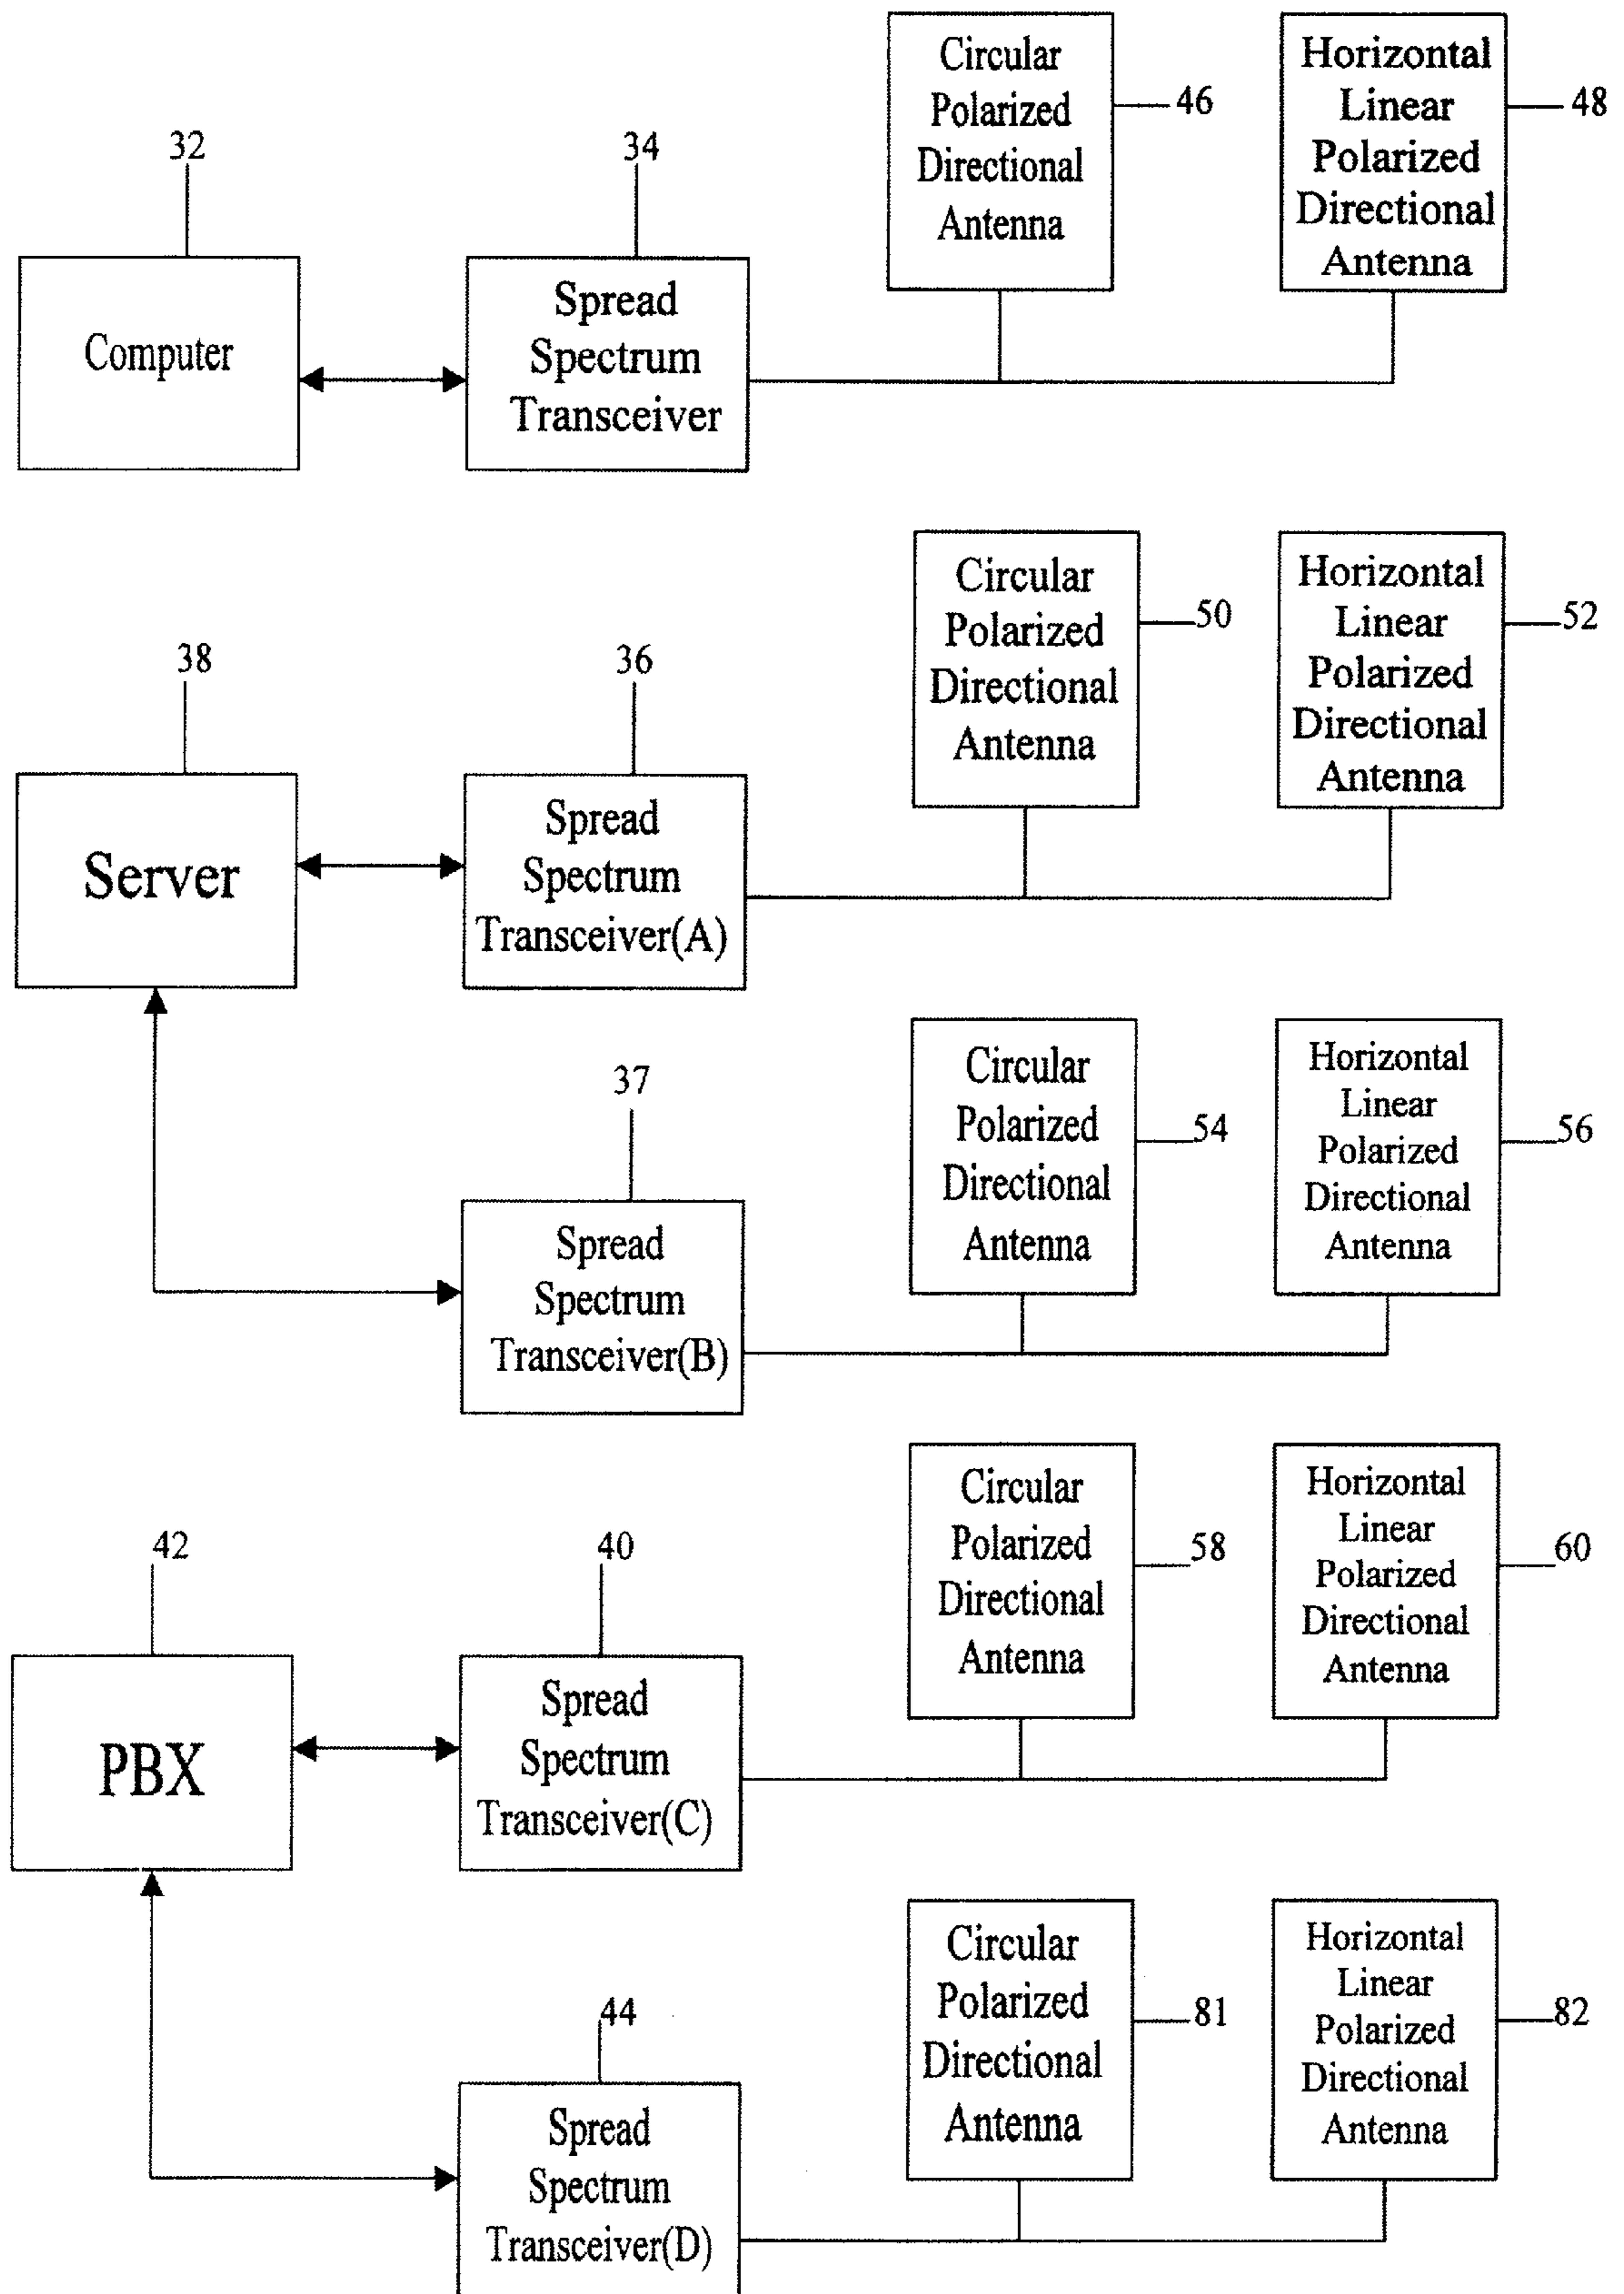 Circular
Polarized
Directional
Antenna
46
Horizontal
Linear
Polarized
Directional
Antenna
48
32
34
Computer
Spread
Spectrum
Transceiver
Circular
Polarized
Directional
Antenna
50
Horizontal
Linear
Polarized
Directional
Antenna
52
38
36
Server
Spread
Spectrum
Transceiver(A)
Circular
Polarized
Directional
Antenna
54
Horizontal
Linear
Polarized
Directional
Antenna
56
37
Spread
Spectrum
Transceiver(B)
Circular
Polarized
Directional
Antenna
58
Horizontal
Linear
Polarized
Directional
Antenna
60
42
40
PBX
Spread
Spectrum
Transceiver(C)
Circular
Polarized
Directional
Antenna
81
Horizontal
Linear
Polarized
Directional
Antenna
82
44
Spread
Spectrum
Transceiver(D)